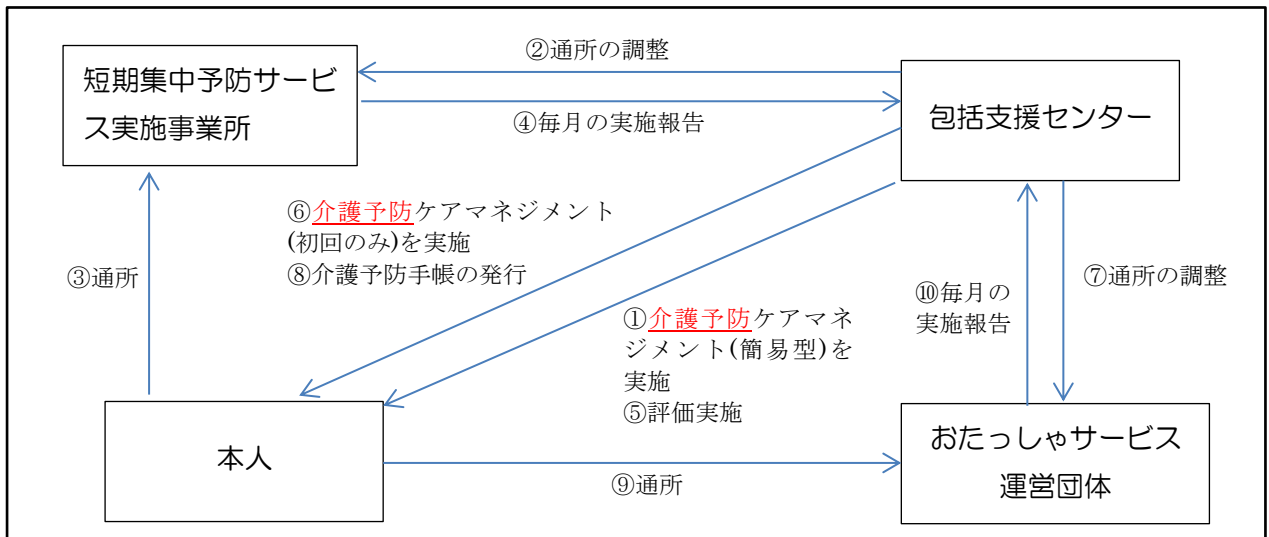 ②通所の調整
短期集中予防サービ
ス実施事業所
包括支援センター
④毎月の実施報告
⑥介護予防ケアマネジメント
(初回のみ)を実施
⑧介護予防手帳の発行
③通所
⑦通所の調整
⑩毎月の
実施報告
①介護予防ケアマネ
ジメント(簡易型)を
実施
⑤評価実施
本人
おたっしゃサービス
運営団体
⑨通所